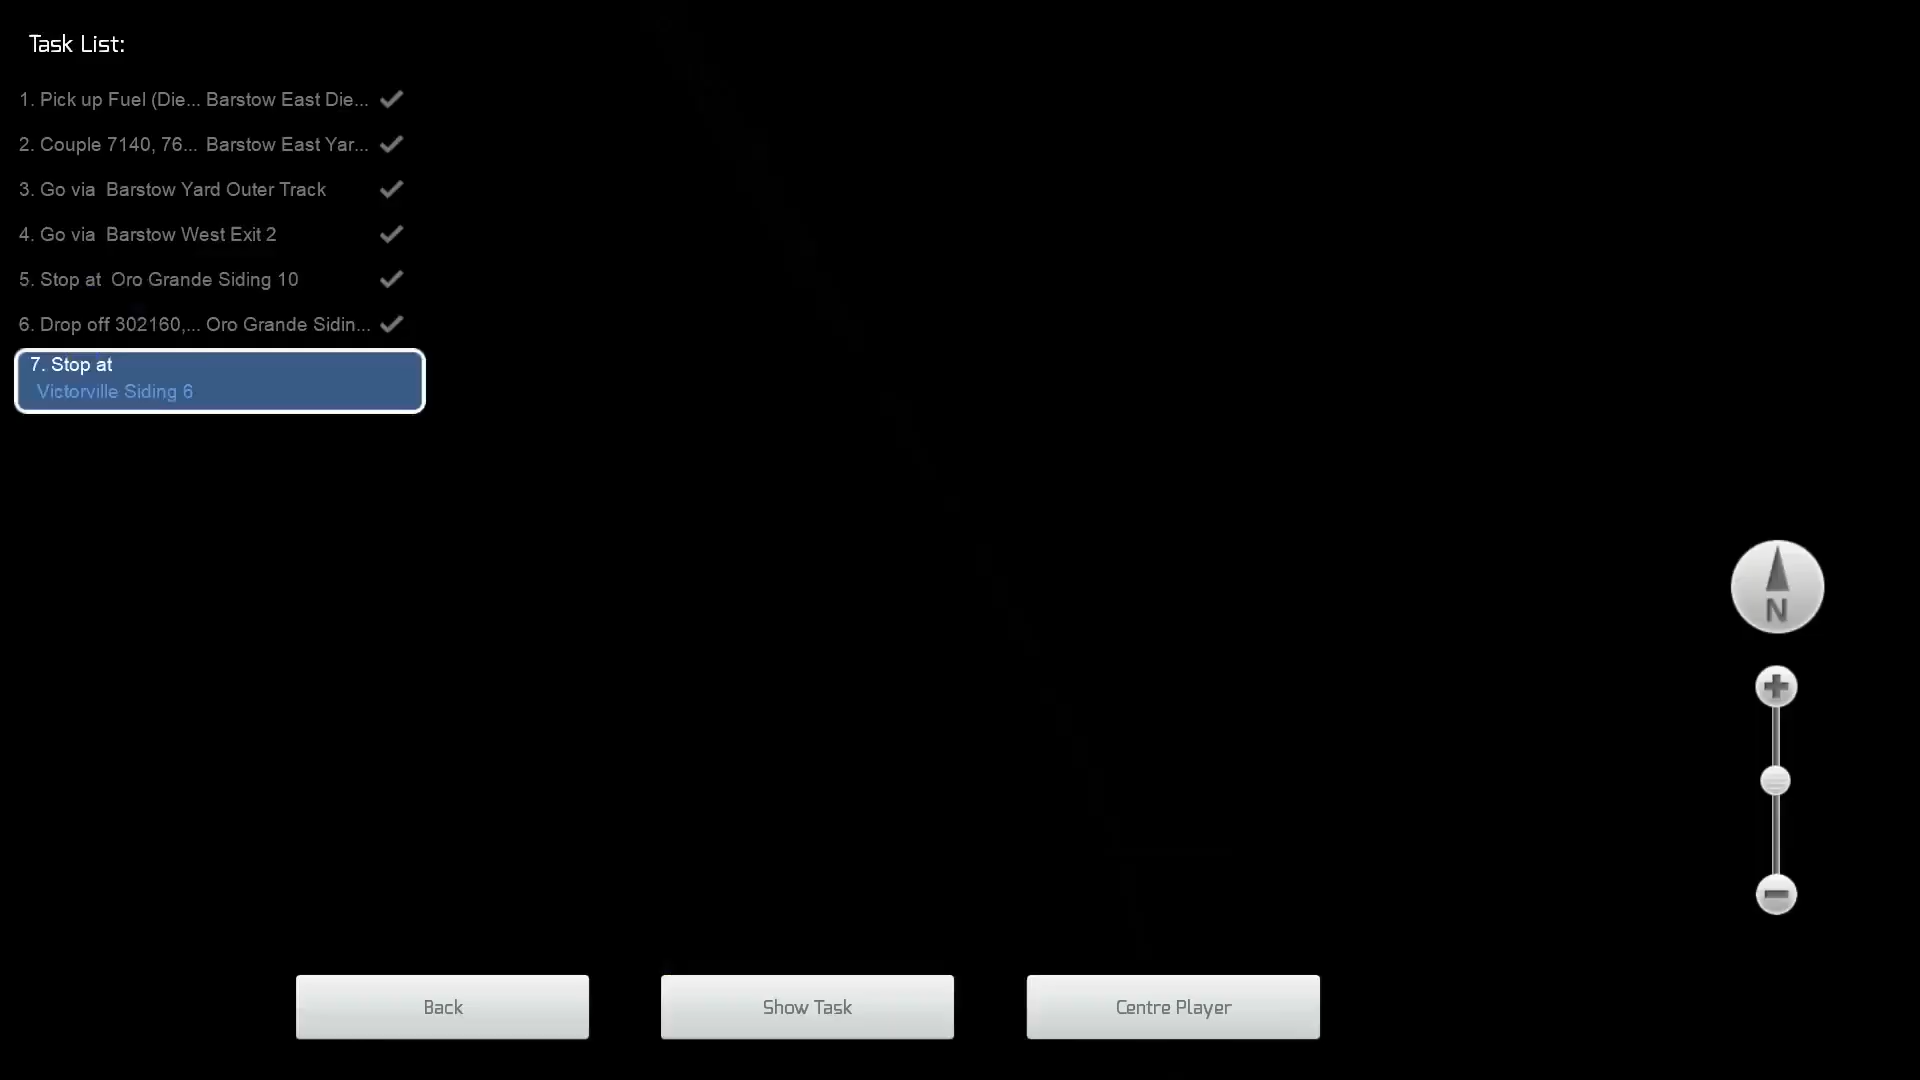 Task List:
1. Pick up Fuel (Die... Barstow East Die...
2. Couple 7140, 76... Barstow East Yar...
3. Go via Barstow Yard Outer Track
4. Go via Barstow West Exit 2
5. Stop at Oro Grande Siding 10
6. Drop off 302160,... Oro Grande Sidin...
7. Stop at
Victorville Siding 6
N
Back
Show Task
Centre Player